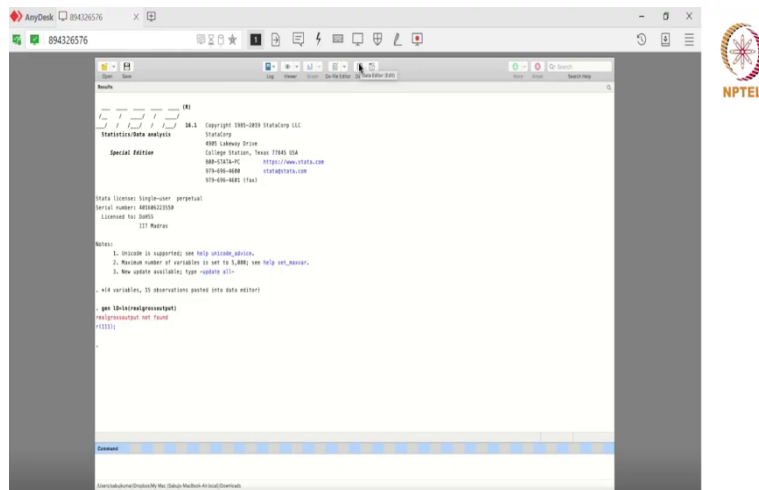 AnyDesk 894326576
894326576
Open Save
Log Viewer Graph Do-file Editor
Data Editor (Edit)
More Break
Search
Search Help
Results
(R)
16.1 Copyright 1985-2019 StataCorp LLC
Statistics/Data analysis StataCorp
4905 Lakeway Drive
Special Edition College Station, Texas 77845 USA
800-STATA-PC https://www.stata.com
979-696-4600 stata@stata.com
979-696-4601 (fax)
Stata license: Single-user perpetual
Serial number: 401606223550
Licensed to: DoHSS
IIT Madras
Notes:
1. Unicode is supported; see help unicode_advice.
2. Maximum number of variables is set to 5,000; see help set_maxvar.
3. New update available; type -update all-
. *(4 variables, 15 observations pasted into data editor)
. gen lO=ln(realgrossoutput)
realgrossoutput not found
r(111);
.
Command
NPTEL